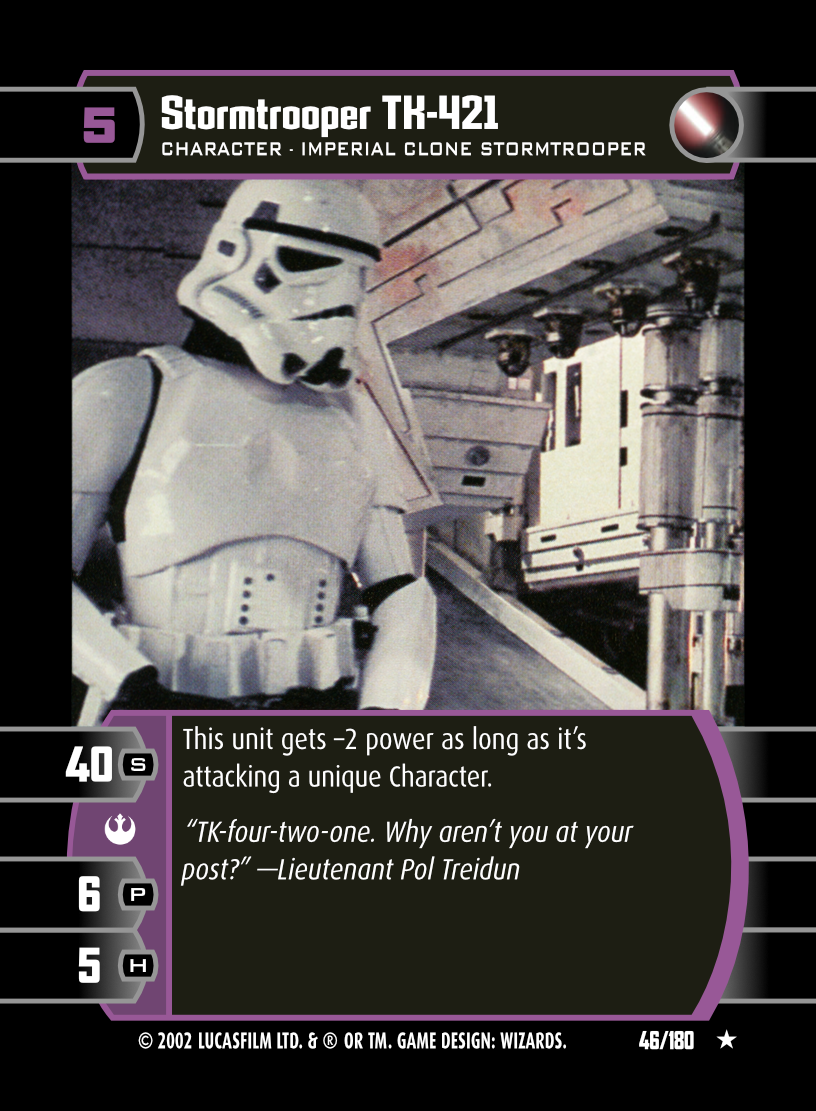 5
Stormtrooper TK-421
CHARACTER - IMPERIAL CLONE STORMTROOPER
This unit gets –2 power as long as it's
attacking a unique Character.
"TK-four-two-one. Why aren't you at your
post?" —Lieutenant Pol Treidun
40 S
6 P
5 H
© 2002 LUCASFILM LTD. & ® OR TM. GAME DESIGN: WIZARDS.
46/180 ★